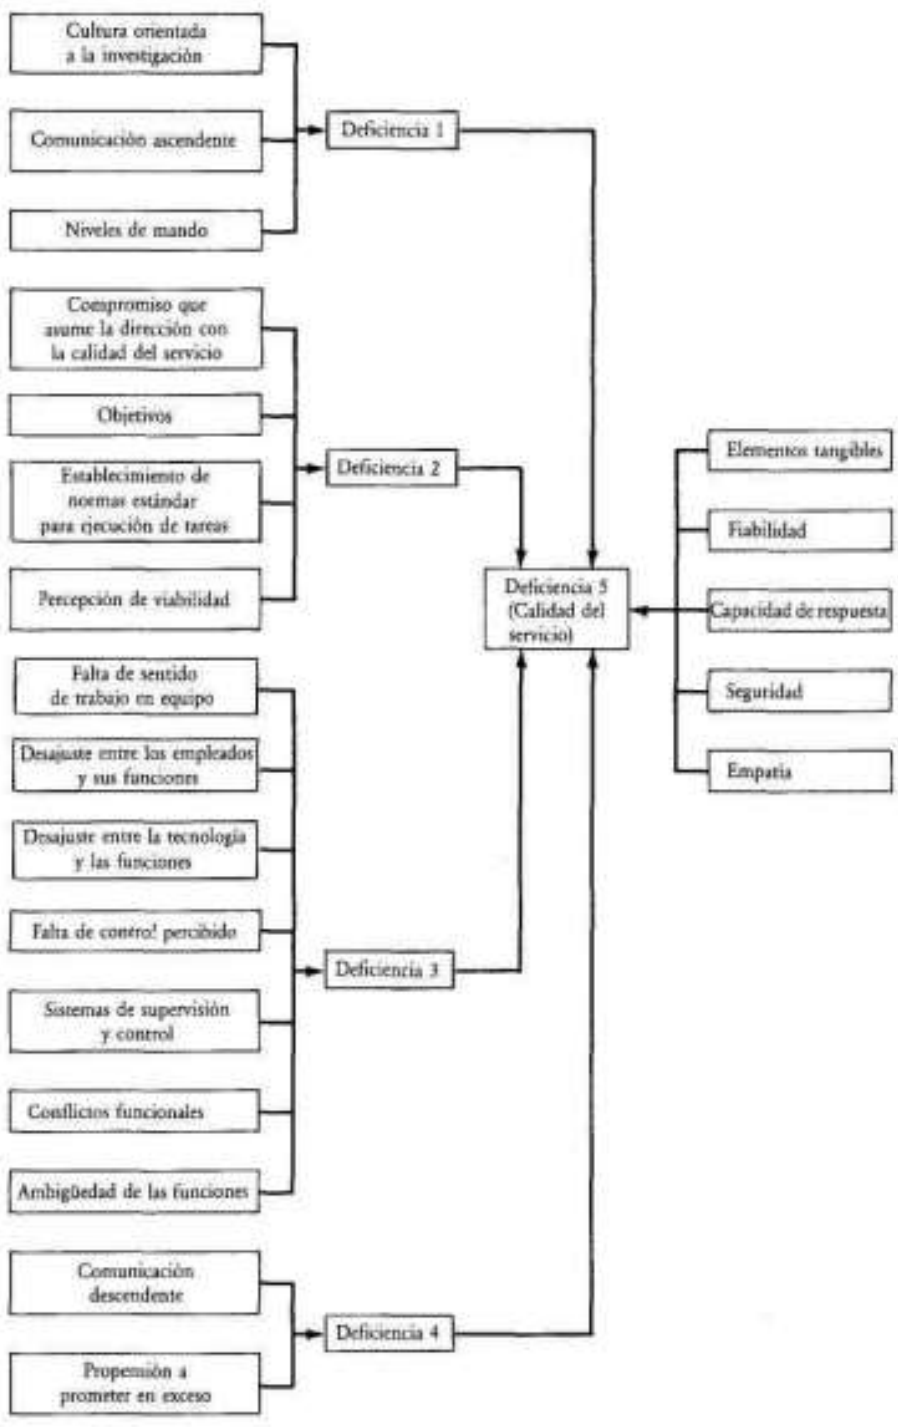 Cultura orientada
a la investigación
Comunicación ascendente
Niveles de mando
Deficiencia 1
Compromiso que
asume la dirección con
la calidad del servicio
Objetivos
Establecimiento de
normas estándar
para ejecución de tareas
Percepción de viabilidad
Deficiencia 2
Falta de sentido
de trabajo en equipo
Desajuste entre los empleados
y sus funciones
Desajuste entre la tecnología
y las funciones
Falta de control percibido
Sistemas de supervisión
y control
Conflictos funcionales
Ambigüedad de las funciones
Deficiencia 3
Comunicación
descendente
Propensión a
prometer en exceso
Deficiencia 4
Deficiencia 5
(Calidad del
servicio)
Elementos tangibles
Fiabilidad
Capacidad de respuesta
Seguridad
Empatía